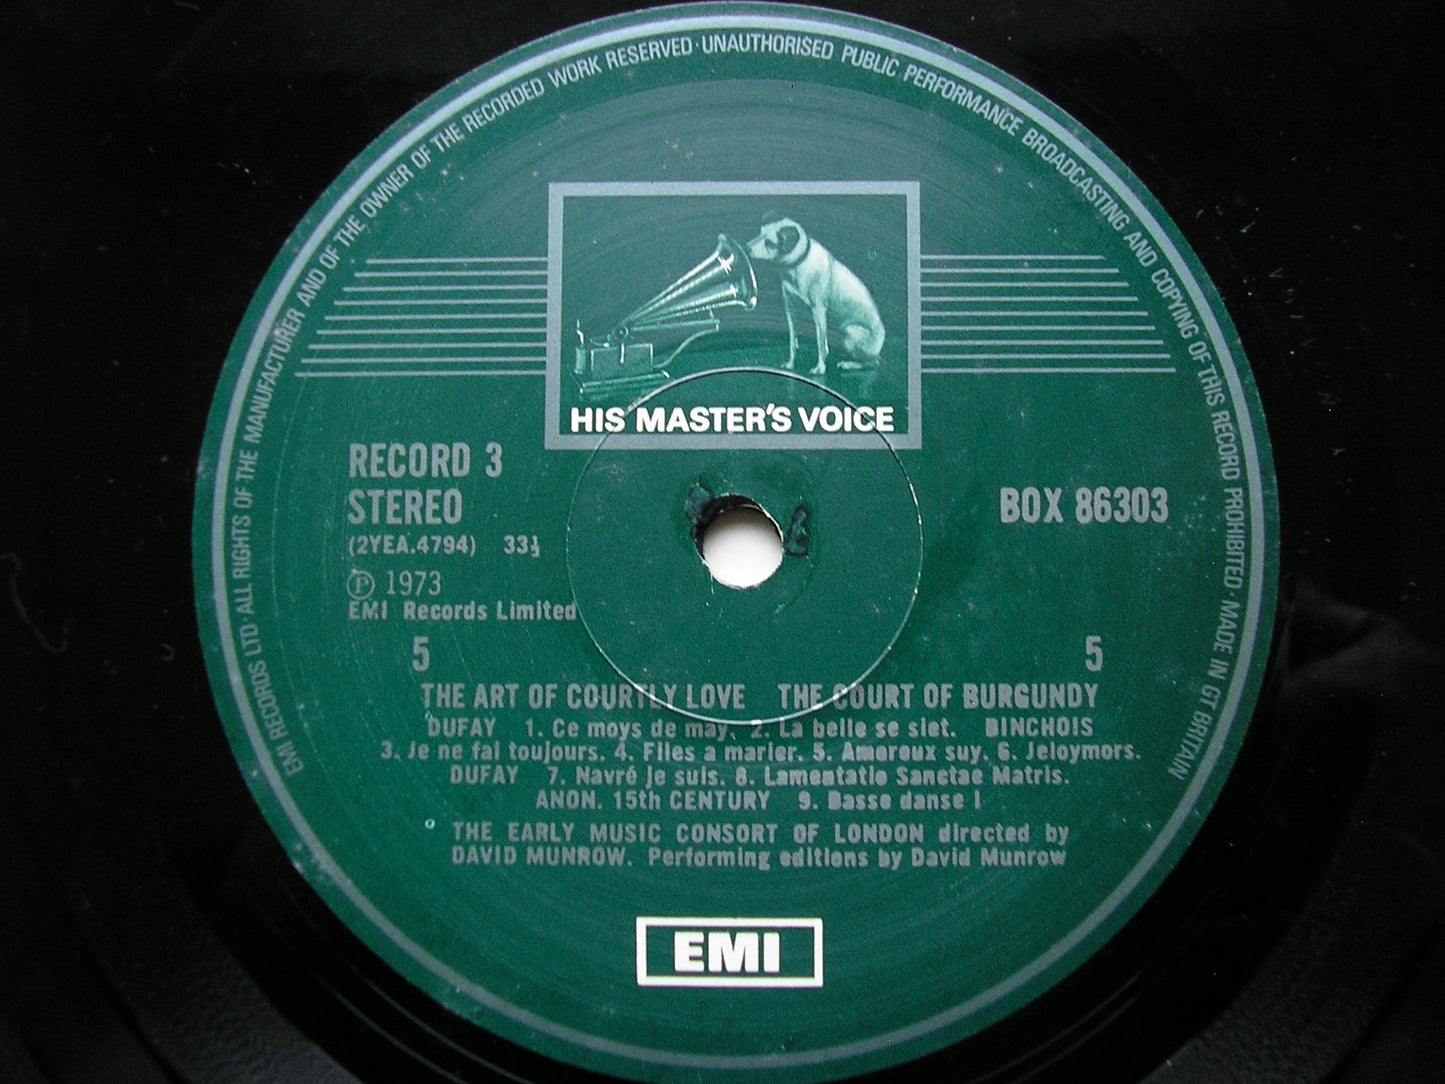 EMI RECORDS LTD · ALL RIGHTS OF THE MANUFACTURER AND OF THE OWNER OF THE RECORDED WORK RESERVED · UNAUTHORISED PUBLIC PERFORMANCE BROADCASTING AND COPYING OF THIS RECORD PROHIBITED · MADE IN GT BRITAIN
HIS MASTER'S VOICE
RECORD 3
STEREO
BOX 86303
(2YEA.4794) 33⅓
℗ 1973
EMI Records Limited
5 5
THE ART OF COURTLY LOVE THE COURT OF BURGUNDY
DUFAY 1. Ce moys de may. 2. La belle se siet. BINCHOIS
3. Je ne fai toujours. 4. Files a marier. 5. Amoreux suy. 6. Jeloymors.
DUFAY 7. Navré je suis. 8. Lamentatio Sanctae Matris.
ANON. 15th CENTURY 9. Basse danse I
THE EARLY MUSIC CONSORT OF LONDON directed by
DAVID MUNROW. Performing editions by David Munrow
EMI